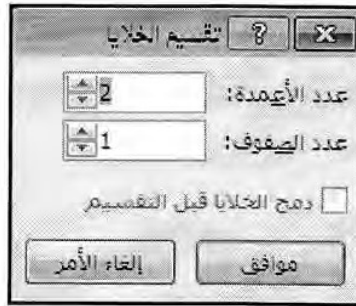 تقسيم الخلايا
عدد الأعمدة: 2
عدد الصفوف: 1
دمج الخلايا قبل التقسيم
موافق إلغاء الأمر